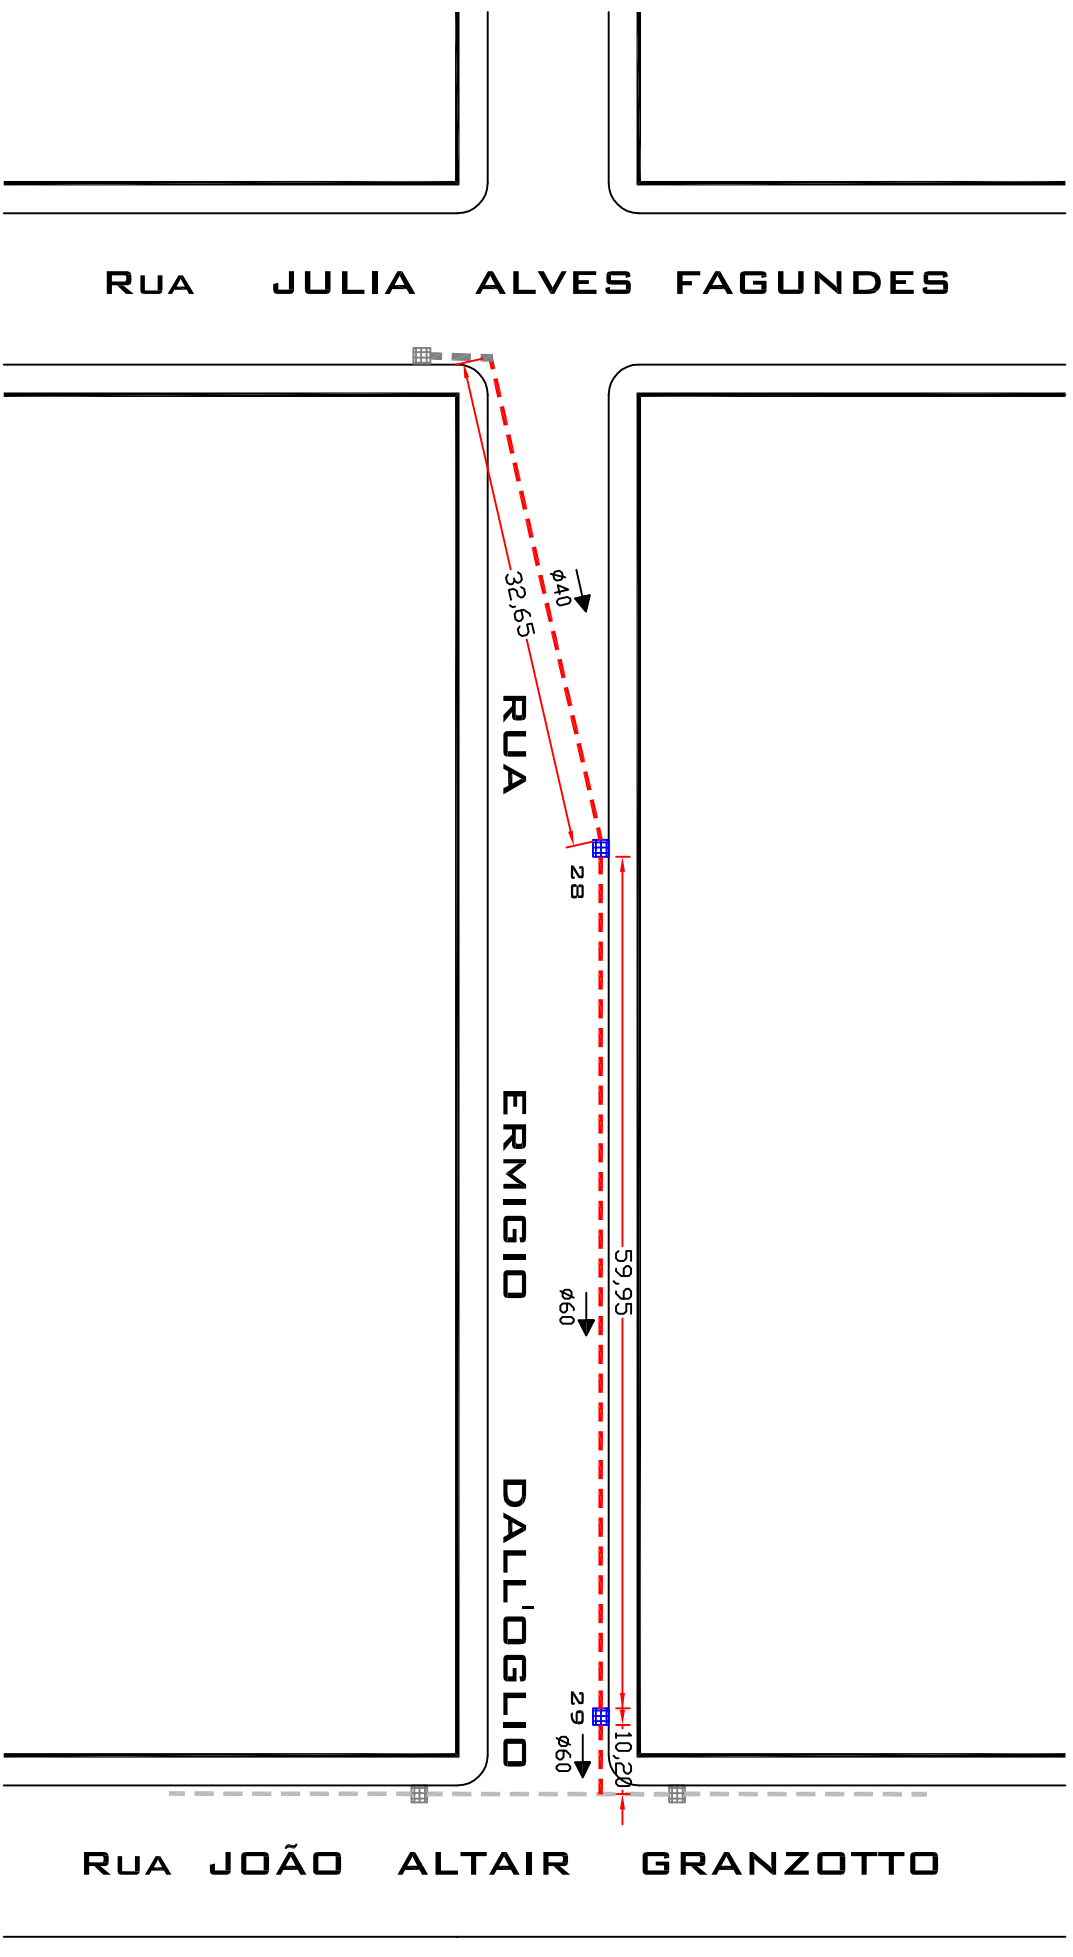 Rua JULIA ALVES FAGUNDES
ø40
32,65
RUA ERMIGIO DALL'OGLIO
28
59,95
ø60
29
ø60
10,20
Rua JOÃO ALTAIR GRANZOTTO